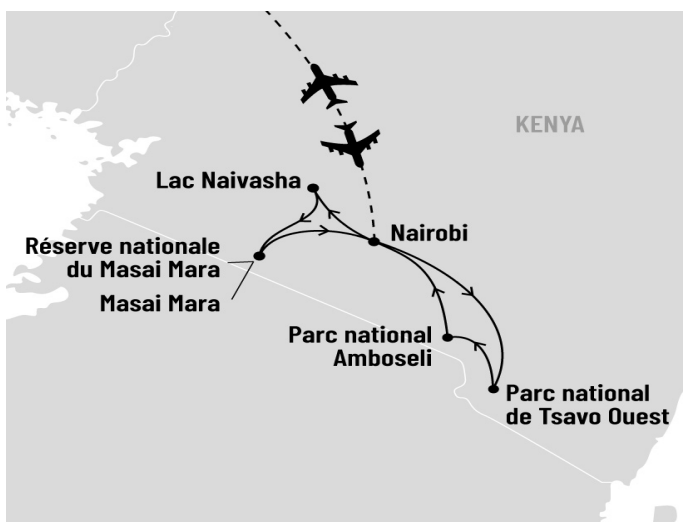 KENYA
Lac Naivasha
Nairobi
Réserve nationale
du Masai Mara
Masai Mara
Parc national
Amboseli
Parc national
de Tsavo Ouest